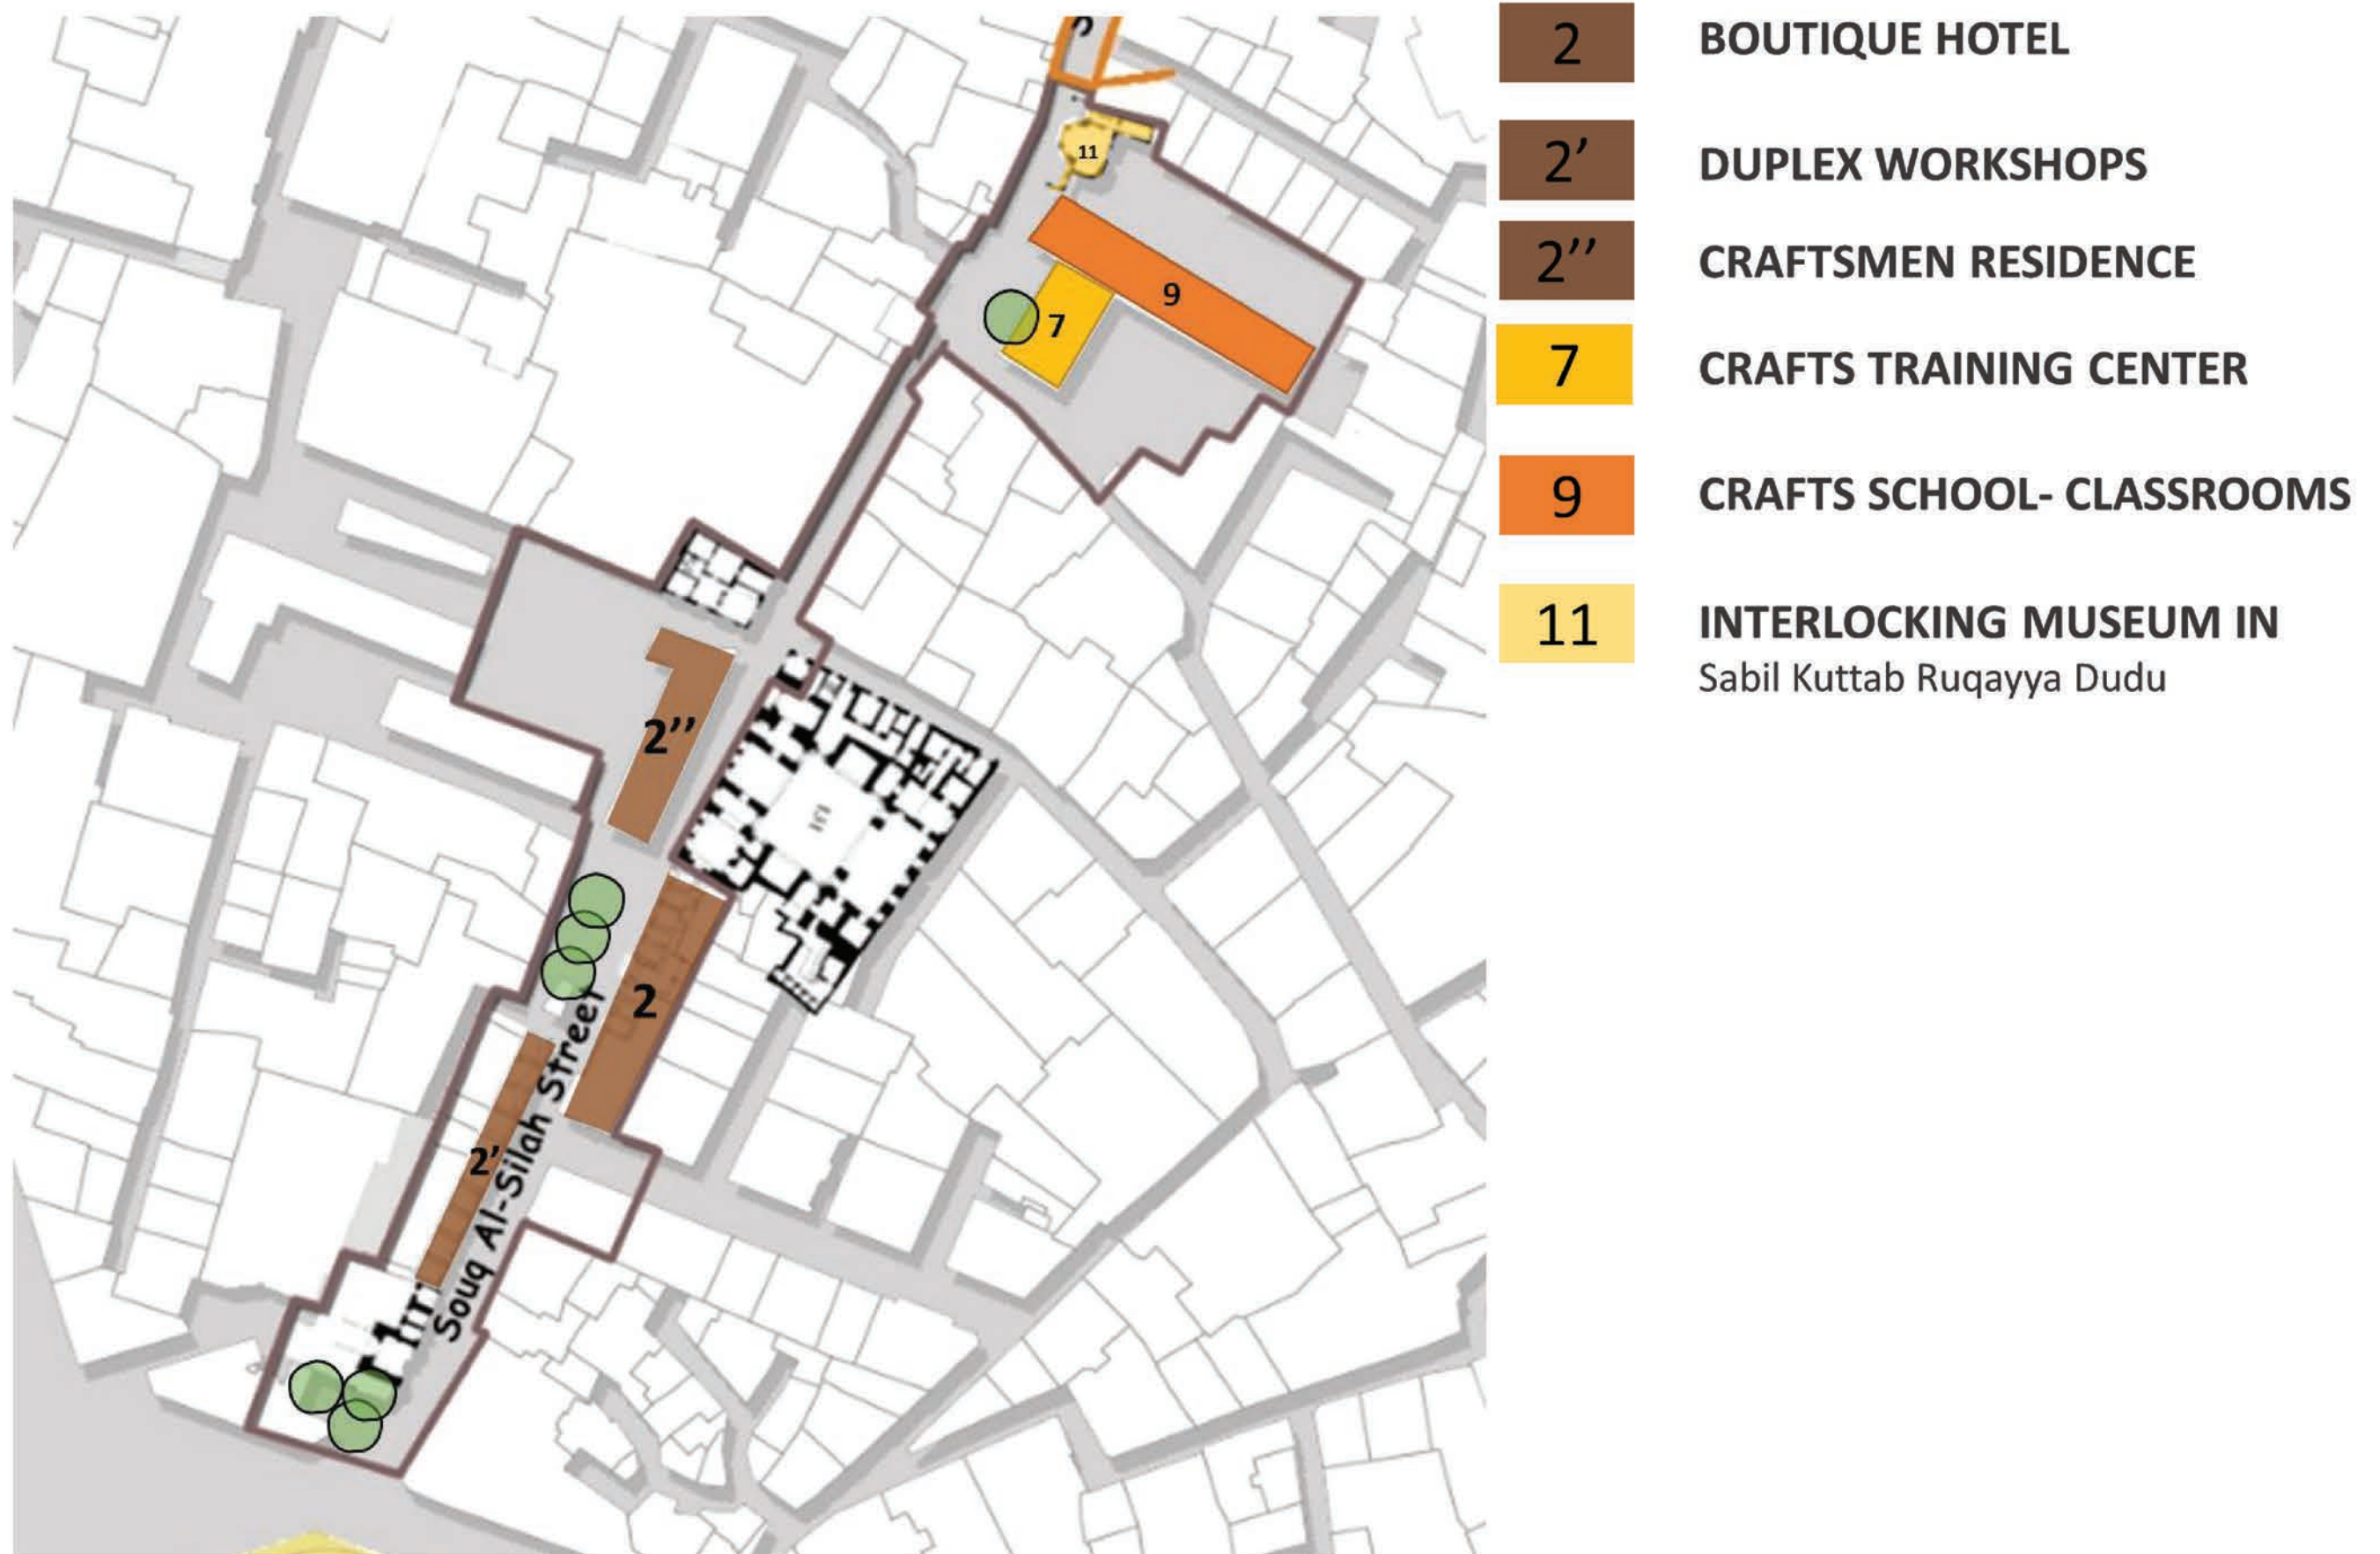 11
9
7
2’’
2
2’
Souq Al-Silah Street
2 BOUTIQUE HOTEL
2’ DUPLEX WORKSHOPS
2’’ CRAFTSMEN RESIDENCE
7 CRAFTS TRAINING CENTER
9 CRAFTS SCHOOL- CLASSROOMS
11 INTERLOCKING MUSEUM IN
Sabil Kuttab Ruqayya Dudu